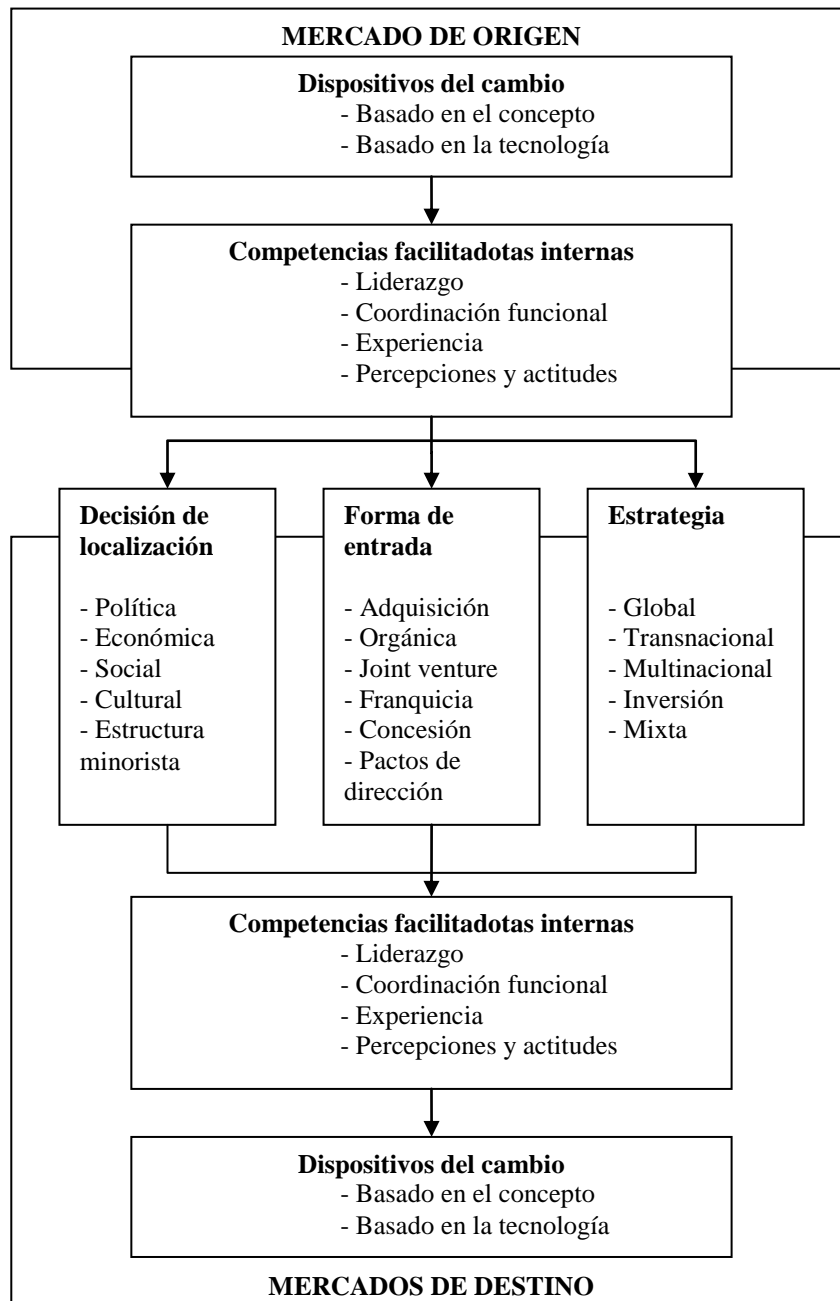 MERCADO DE ORIGEN
Dispositivos del cambio
- Basado en el concepto
- Basado en la tecnología
Competencias facilitadotas internas
- Liderazgo
- Coordinación funcional
- Experiencia
- Percepciones y actitudes
Decisión de
localización
- Política
- Económica
- Social
- Cultural
- Estructura
minorista
Forma de
entrada
- Adquisición
- Orgánica
- Joint venture
- Franquicia
- Concesión
- Pactos de
dirección
Estrategia
- Global
- Transnacional
- Multinacional
- Inversión
- Mixta
Competencias facilitadotas internas
- Liderazgo
- Coordinación funcional
- Experiencia
- Percepciones y actitudes
Dispositivos del cambio
- Basado en el concepto
- Basado en la tecnología
MERCADOS DE DESTINO